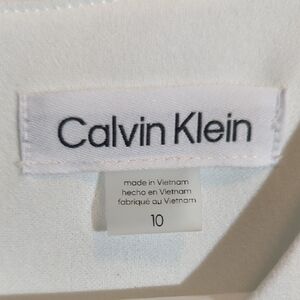 Calvin Klein
made in Vietnam
hecho en Vietnam
fabriqué au Vietnam
10